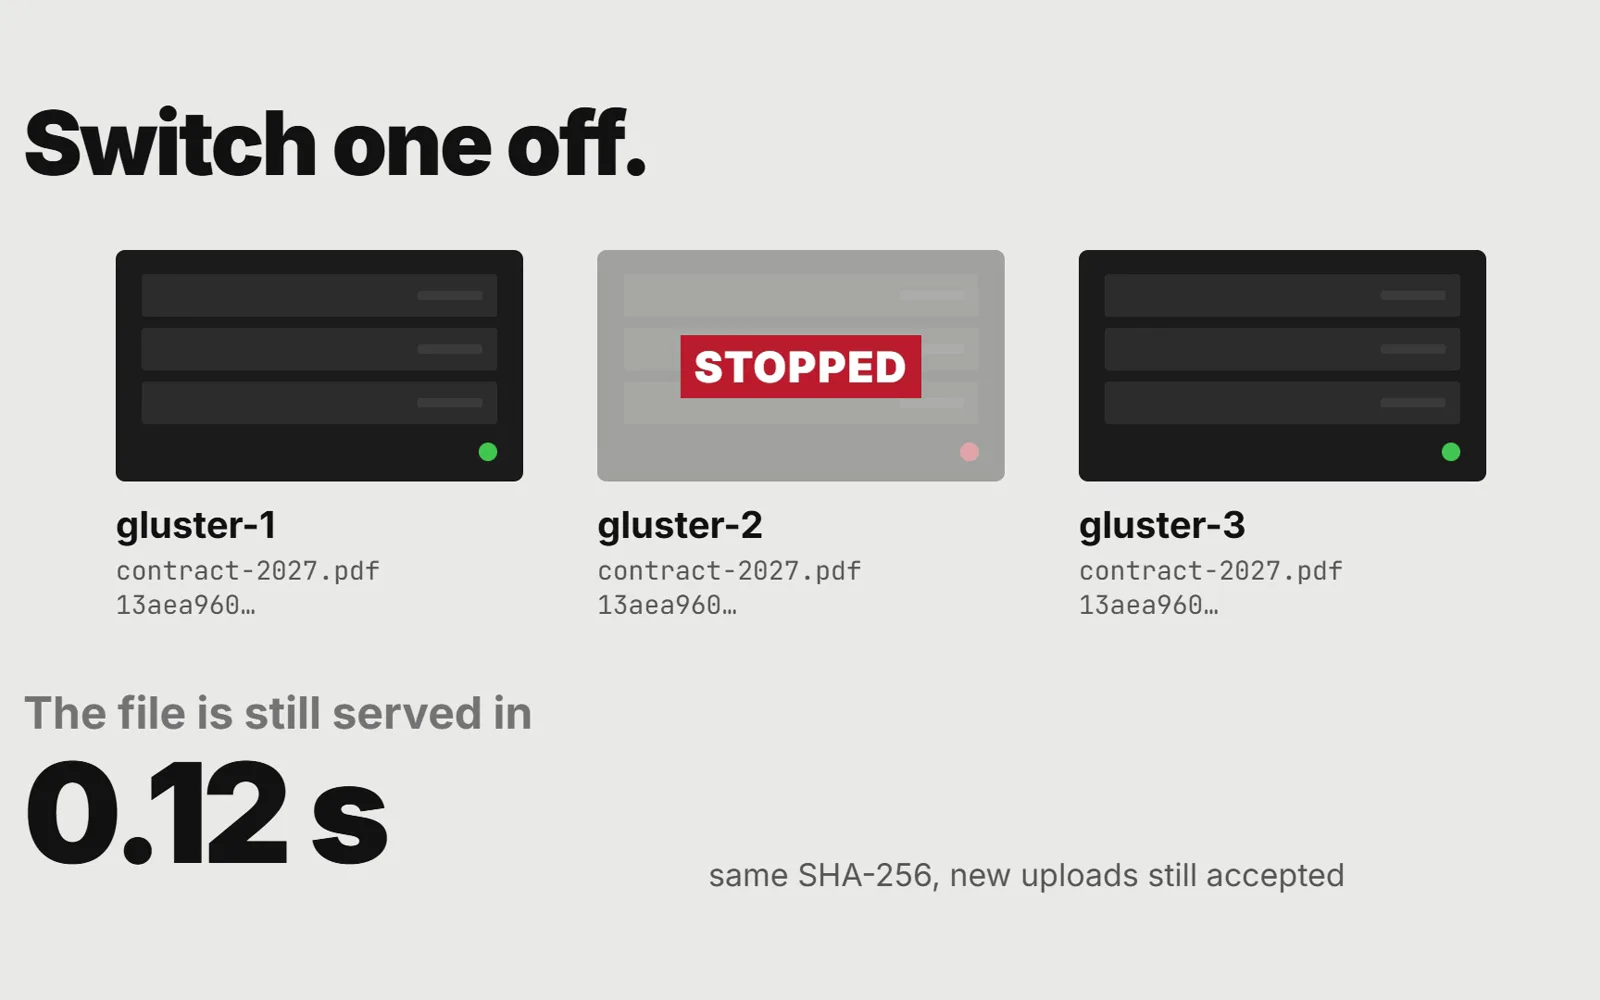 Switch one off.
STOPPED
gluster-1
contract-2027.pdf
13aea960…
gluster-2
contract-2027.pdf
13aea960…
gluster-3
contract-2027.pdf
13aea960…
The file is still served in
0.12 s
same SHA-256, new uploads still accepted